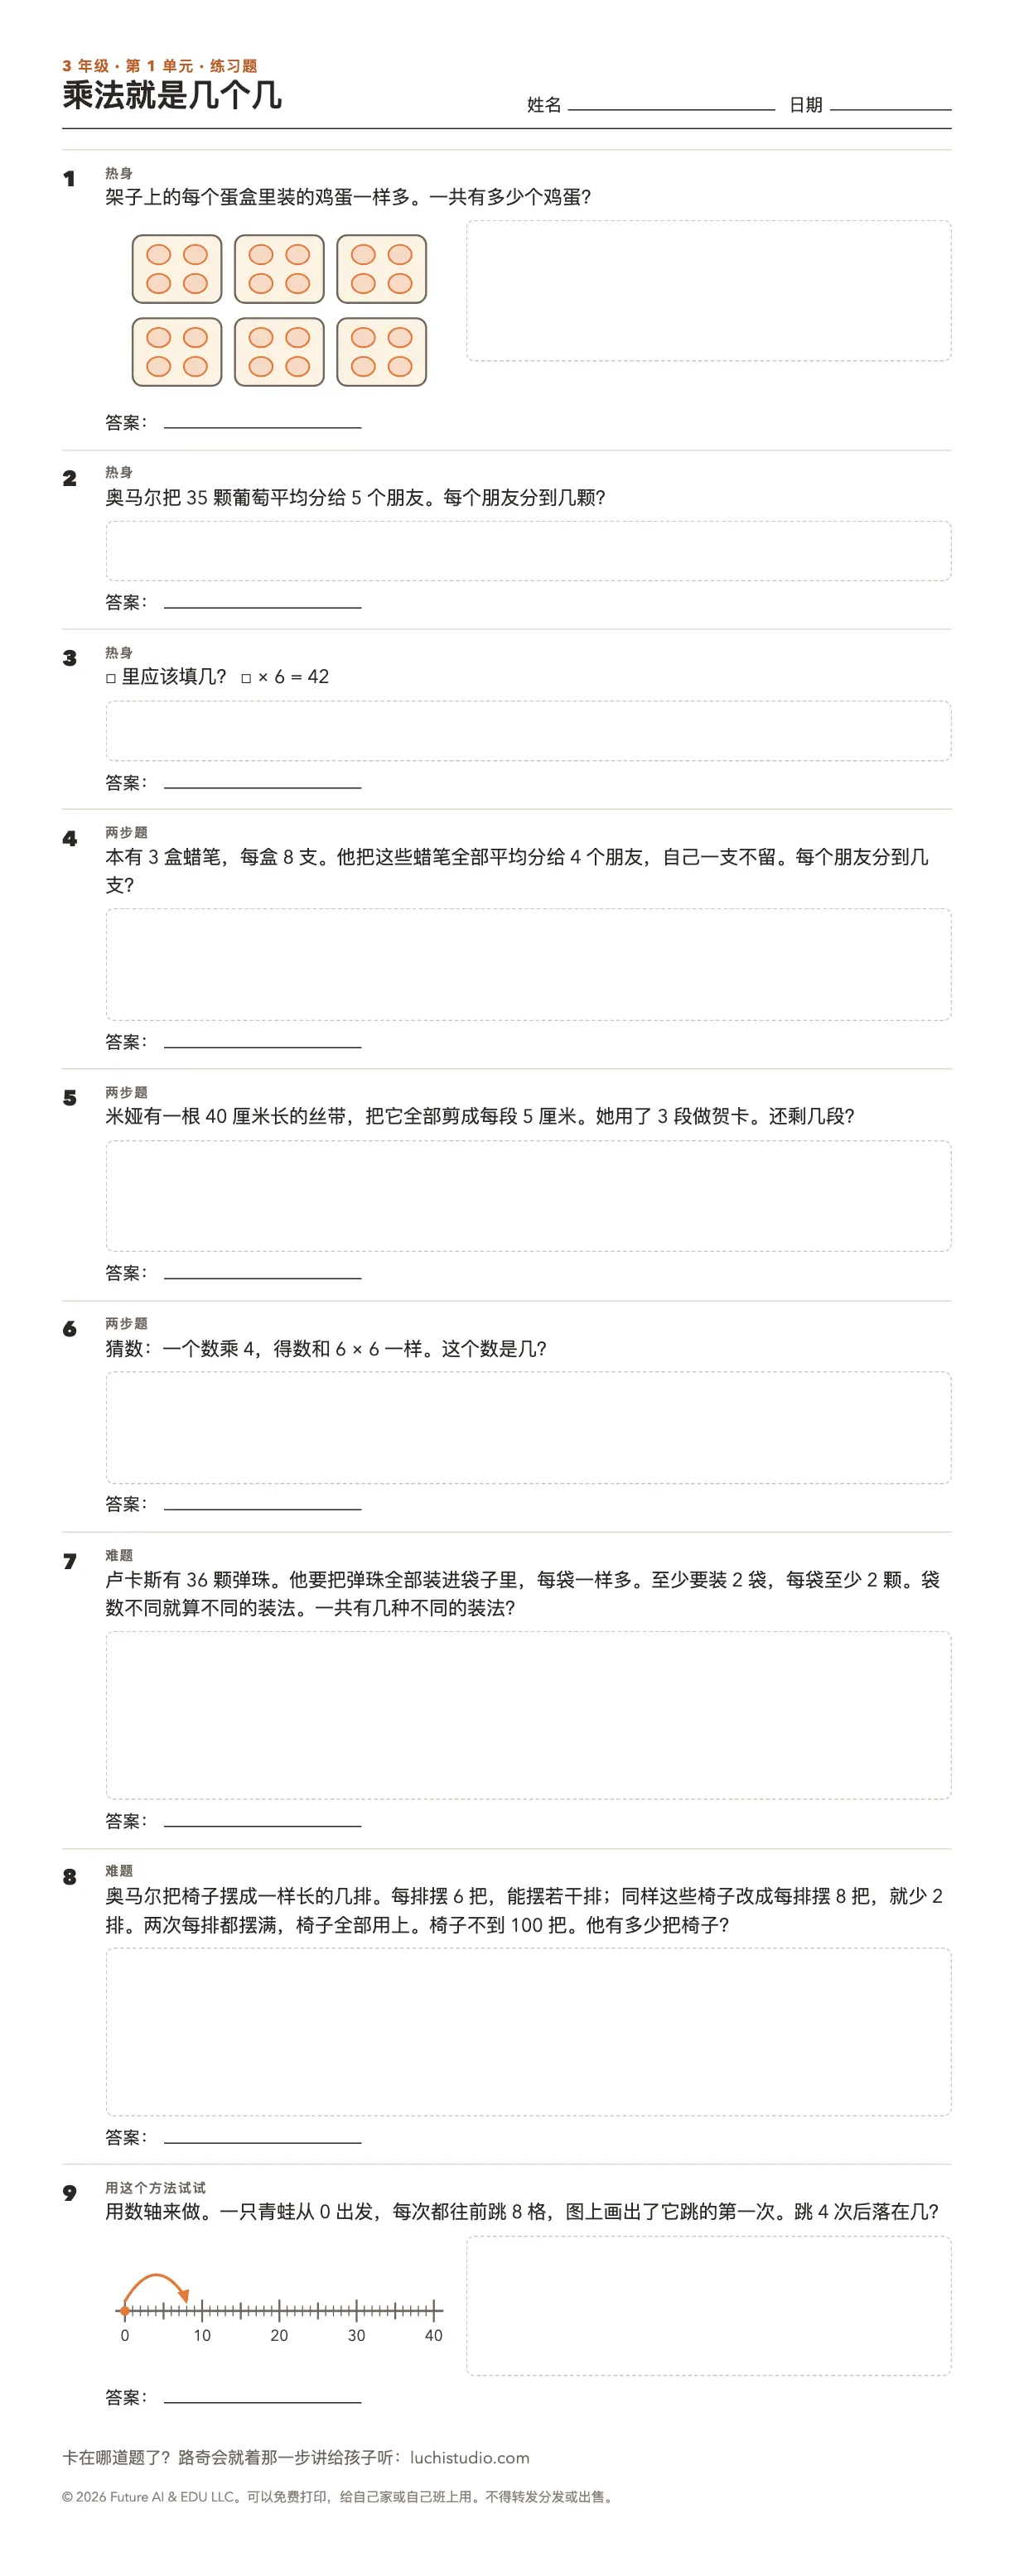 3 年级 · 第 1 单元 · 练习题
乘法就是几个几
姓名
日期
1
热身
架子上的每个蛋盒里装的鸡蛋一样多。一共有多少个鸡蛋？
答案：
2
热身
奥马尔把 35 颗葡萄平均分给 5 个朋友。每个朋友分到几颗？
答案：
3
热身
□ 里应该填几？ □ × 6 = 42
答案：
4
两步题
本有 3 盒蜡笔，每盒 8 支。他把这些蜡笔全部平均分给 4 个朋友，自己一支不留。每个朋友分到几
支？
答案：
5
两步题
米娅有一根 40 厘米长的丝带，把它全部剪成每段 5 厘米。她用了 3 段做贺卡。还剩几段？
答案：
6
两步题
猜数：一个数乘 4，得数和 6 × 6 一样。这个数是几？
答案：
7
难题
卢卡斯有 36 颗弹珠。他要把弹珠全部装进袋子里，每袋一样多。至少要装 2 袋，每袋至少 2 颗。袋
数不同就算不同的装法。一共有几种不同的装法？
答案：
8
难题
奥马尔把椅子摆成一样长的几排。每排摆 6 把，能摆若干排；同样这些椅子改成每排摆 8 把，就少 2
排。两次每排都摆满，椅子全部用上。椅子不到 100 把。他有多少把椅子？
答案：
9
用这个方法试试
用数轴来做。一只青蛙从 0 出发，每次都往前跳 8 格，图上画出了它跳的第一次。跳 4 次后落在几？
0 10 20 30 40
答案：
卡在哪道题了？路奇会就着那一步讲给孩子听：luchistudio.com
© 2026 Future AI & EDU LLC。可以免费打印，给自己家或自己班上用。不得转发分发或出售。